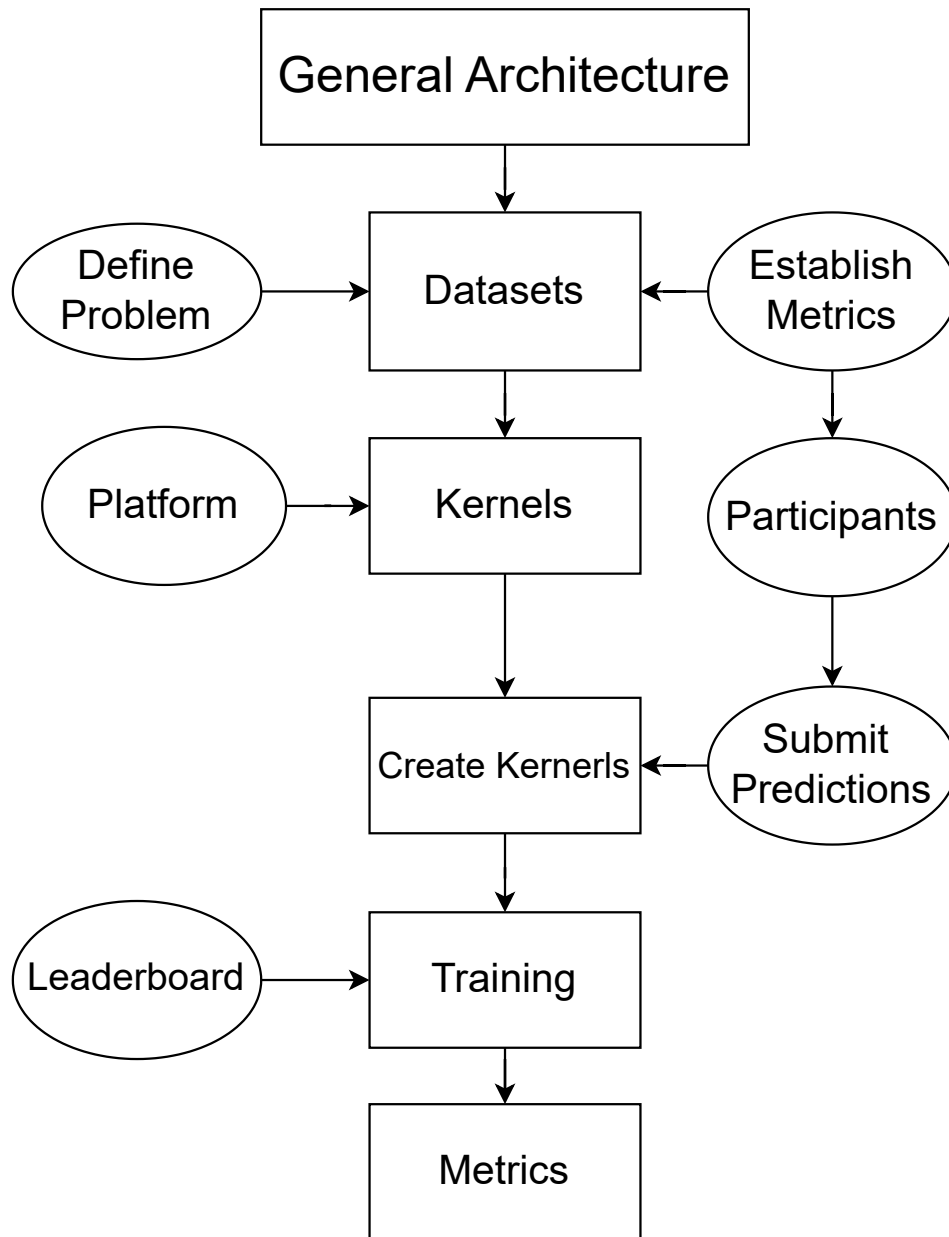 General Architecture
Define
Problem
Datasets
Establish
Metrics
Platform
Kernels
Participants
Create Kernerls
Submit
Predictions
Leaderboard
Training
Metrics